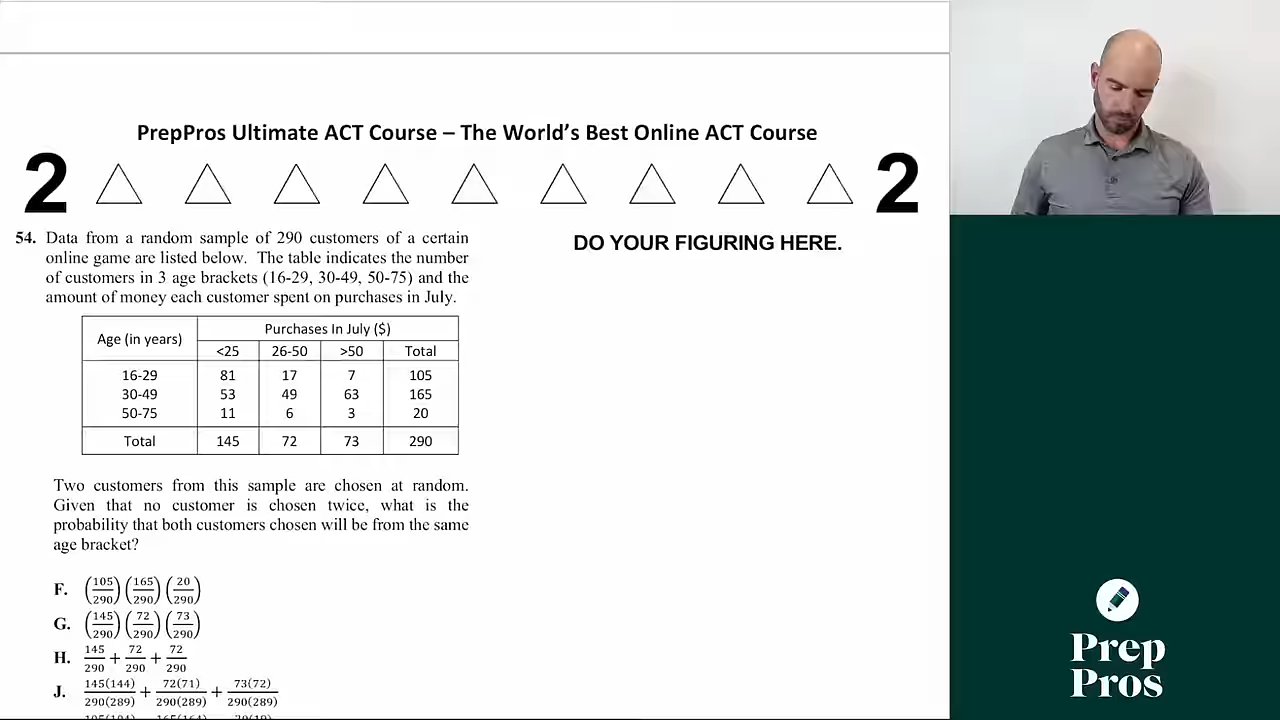 PrepPros Ultimate ACT Course – The World's Best Online ACT Course
2 2
54. Data from a random sample of 290 customers of a certain
online game are listed below. The table indicates the number
of customers in 3 age brackets (16-29, 30-49, 50-75) and the
amount of money each customer spent on purchases in July.
DO YOUR FIGURING HERE.
Age (in years) Purchases In July ($)
<25 26-50 >50 Total
16-29 81 17 7 105
30-49 53 49 63 165
50-75 11 6 3 20
Total 145 72 73 290
Two customers from this sample are chosen at random.
Given that no customer is chosen twice, what is the
probability that both customers chosen will be from the same
age bracket?
F. (105/290)(165/290)(20/290)
G. (145/290)(72/290)(73/290)
H. 145/290 + 72/290 + 72/290
J. 145(144)/290(289) + 72(71)/290(289) + 73(72)/290(289)
Prep
Pros